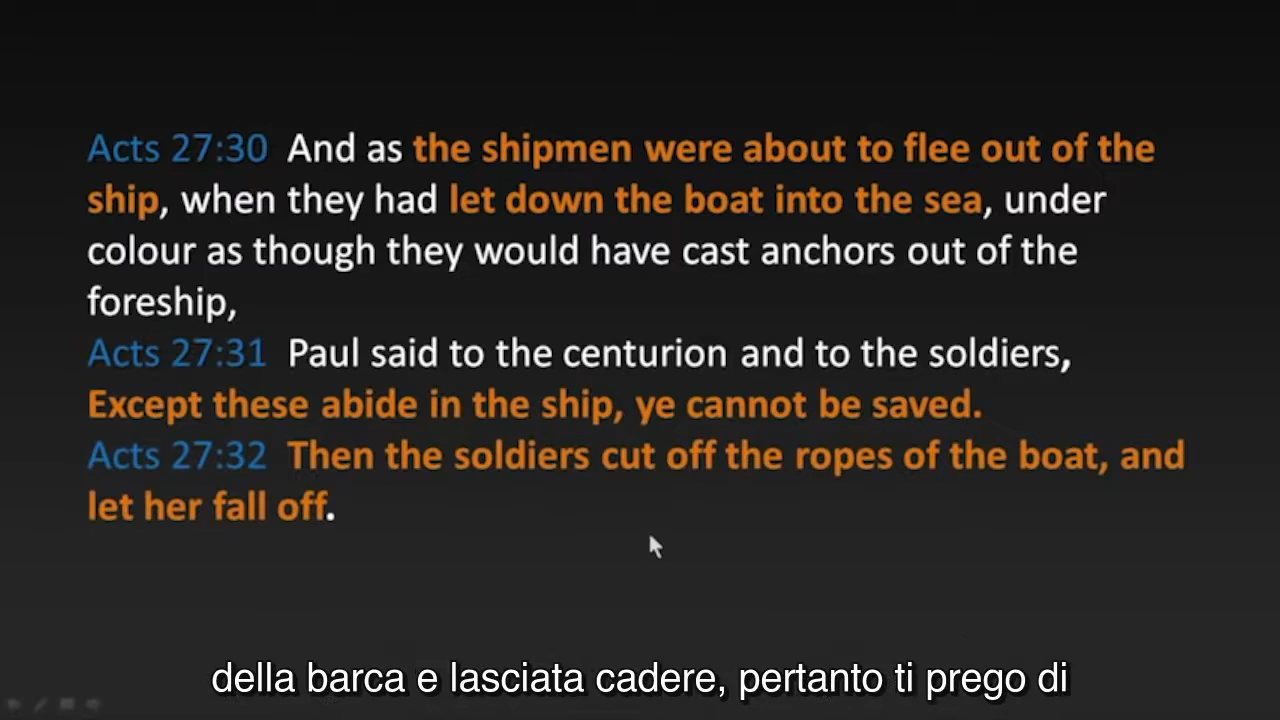 Acts 27:30 And as the shipmen were about to flee out of the
ship, when they had let down the boat into the sea, under
colour as though they would have cast anchors out of the
foreship,
Acts 27:31 Paul said to the centurion and to the soldiers,
Except these abide in the ship, ye cannot be saved.
Acts 27:32 Then the soldiers cut off the ropes of the boat, and
let her fall off.
della barca e lasciata cadere, pertanto ti prego di